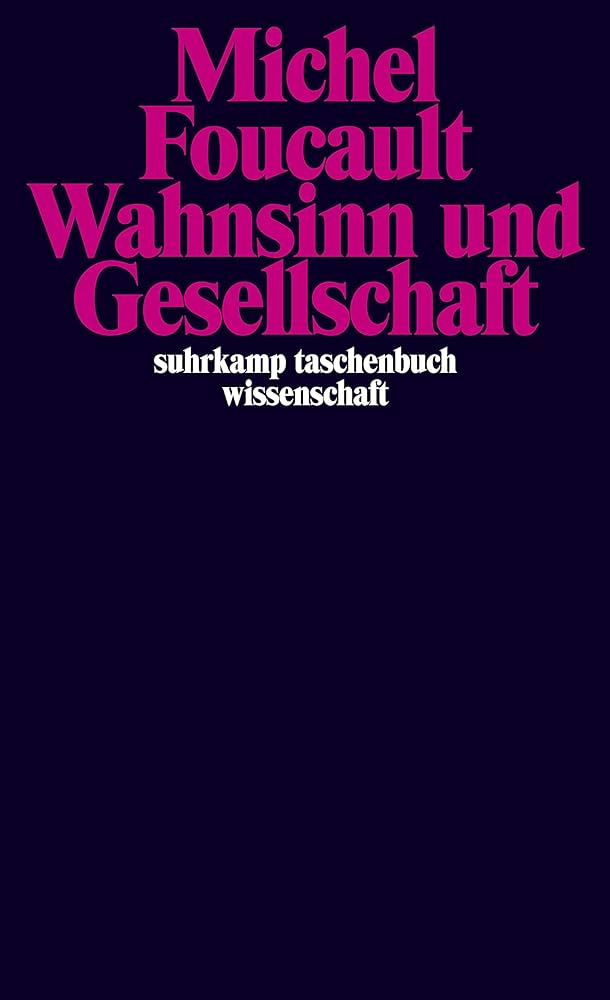 Michel
Foucault
Wahnsinn und
Gesellschaft
suhrkamp taschenbuch
wissenschaft